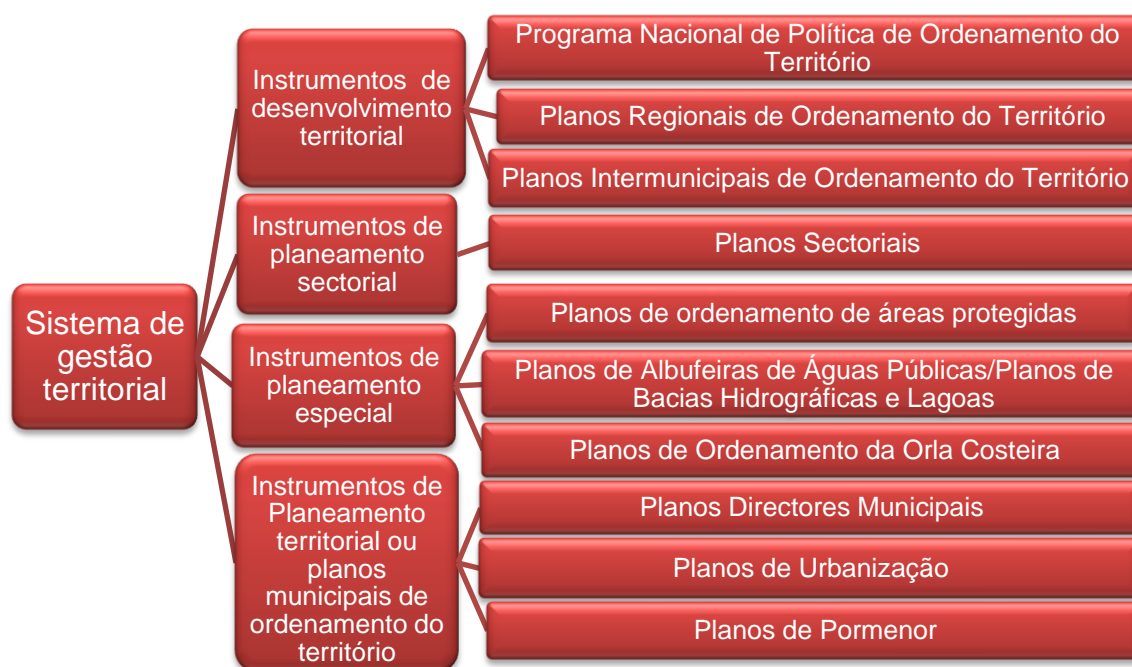 Sistema de
gestão
territorial
Instrumentos de
desenvolvimento
territorial
Programa Nacional de Política de Ordenamento do
Território
Planos Regionais de Ordenamento do Território
Planos Intermunicipais de Ordenamento do Território
Instrumentos de
planeamento
sectorial
Planos Sectoriais
Instrumentos de
planeamento
especial
Planos de ordenamento de áreas protegidas
Planos de Albufeiras de Águas Públicas/Planos de
Bacias Hidrográficas e Lagoas
Planos de Ordenamento da Orla Costeira
Instrumentos de
Planeamento
territorial ou
planos
municipais de
ordenamento do
território
Planos Directores Municipais
Planos de Urbanização
Planos de Pormenor